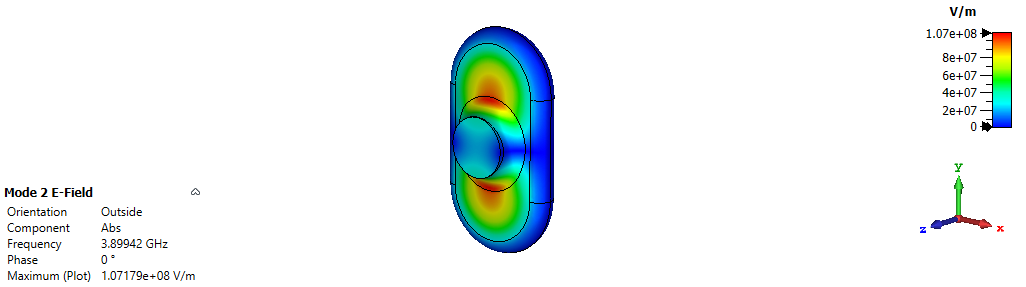 V/m
1.07e+08
8e+07
6e+07
4e+07
2e+07
0
y
z
x
Mode 2 E-Field
Orientation Outside
Component Abs
Frequency 3.89942 GHz
Phase 0 °
Maximum (Plot) 1.07179e+08 V/m